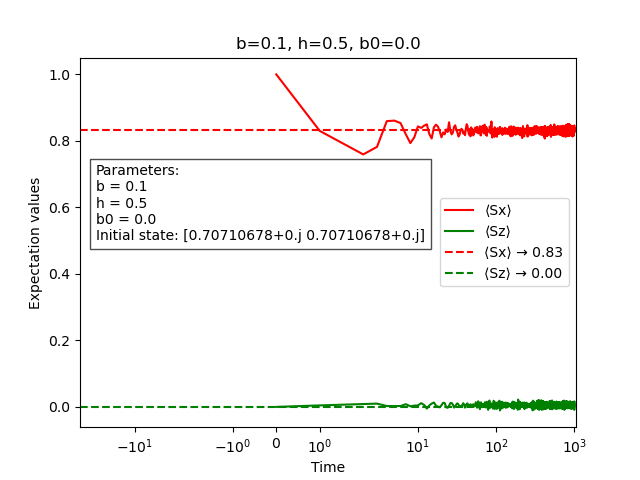 b=0.1, h=0.5, b0=0.0
Expectation values
1.0
0.8
0.6
0.4
0.2
0.0
Parameters:
b = 0.1
h = 0.5
b0 = 0.0
Initial state: [0.70710678+0.j 0.70710678+0.j]
⟨Sx⟩
⟨Sz⟩
⟨Sx⟩ → 0.83
⟨Sz⟩ → 0.00
−10¹ −10⁰ 0 10⁰ 10¹ 10² 10³
Time